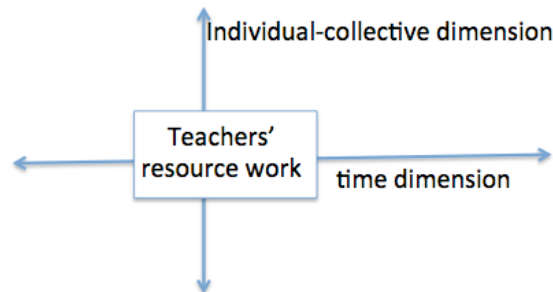 Individual-collective dimension
Teachers'
resource work
time dimension